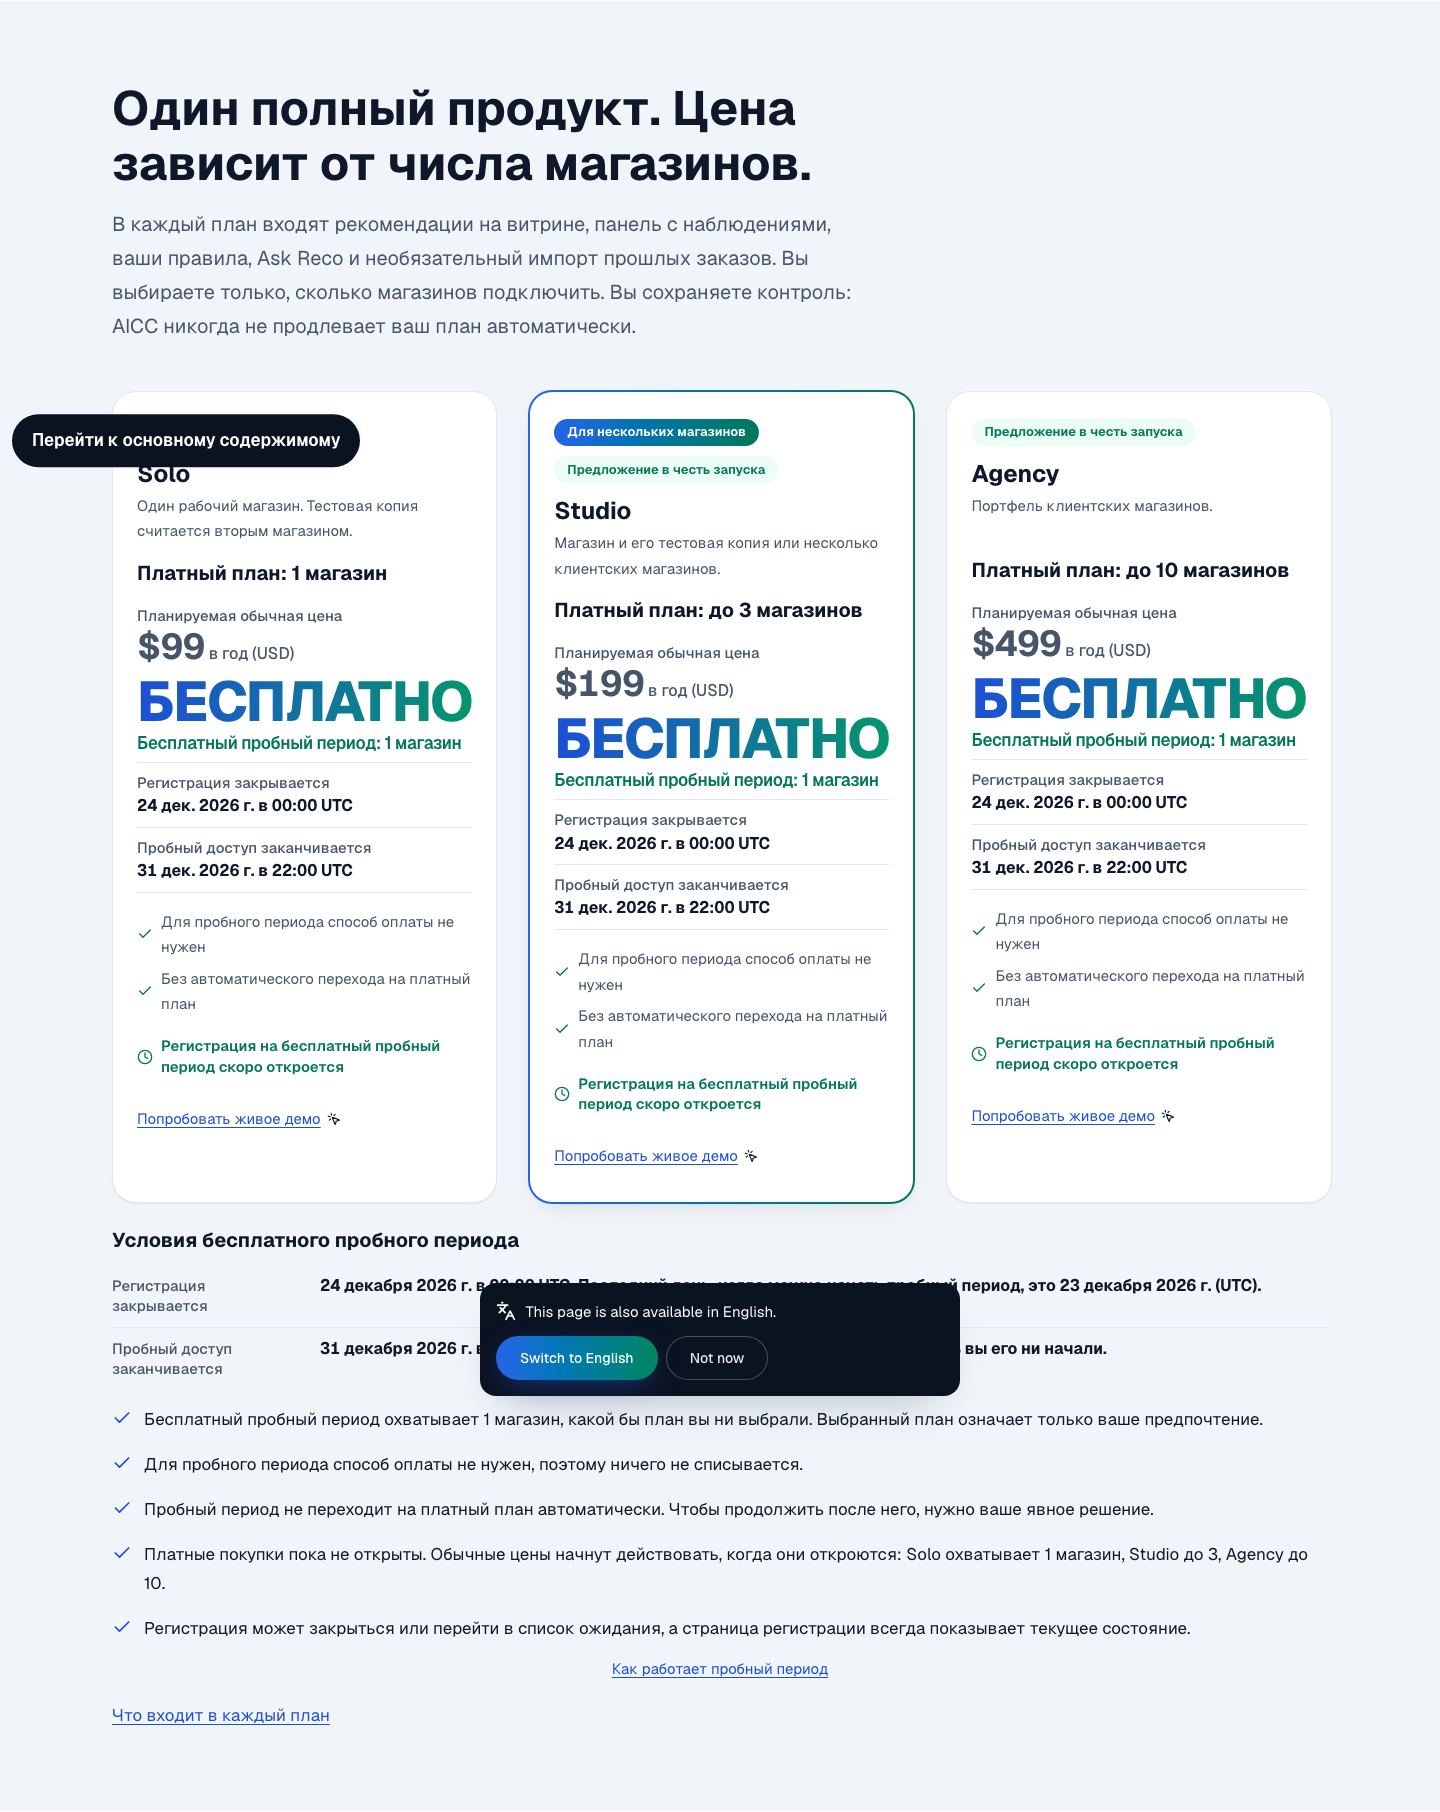 Один полный продукт. Цена
зависит от числа магазинов.
В каждый план входят рекомендации на витрине, панель с наблюдениями,
ваши правила, Ask Reco и необязательный импорт прошлых заказов. Вы
выбираете только, сколько магазинов подключить. Вы сохраняете контроль:
AICC никогда не продлевает ваш план автоматически.
Перейти к основному содержимому
Solo
Один рабочий магазин. Тестовая копия
считается вторым магазином.
Платный план: 1 магазин
Планируемая обычная цена
$99 в год (USD)
БЕСПЛАТНО
Бесплатный пробный период: 1 магазин
Регистрация закрывается
24 дек. 2026 г. в 00:00 UTC
Пробный доступ заканчивается
31 дек. 2026 г. в 22:00 UTC
Для пробного периода способ оплаты не
нужен
Без автоматического перехода на платный
план
Регистрация на бесплатный пробный
период скоро откроется
Попробовать живое демо
Для нескольких магазинов
Предложение в честь запуска
Studio
Магазин и его тестовая копия или несколько
клиентских магазинов.
Платный план: до 3 магазинов
Планируемая обычная цена
$199 в год (USD)
БЕСПЛАТНО
Бесплатный пробный период: 1 магазин
Регистрация закрывается
24 дек. 2026 г. в 00:00 UTC
Пробный доступ заканчивается
31 дек. 2026 г. в 22:00 UTC
Для пробного периода способ оплаты не
нужен
Без автоматического перехода на платный
план
Регистрация на бесплатный пробный
период скоро откроется
Попробовать живое демо
Предложение в честь запуска
Agency
Портфель клиентских магазинов.
Платный план: до 10 магазинов
Планируемая обычная цена
$499 в год (USD)
БЕСПЛАТНО
Бесплатный пробный период: 1 магазин
Регистрация закрывается
24 дек. 2026 г. в 00:00 UTC
Пробный доступ заканчивается
31 дек. 2026 г. в 22:00 UTC
Для пробного периода способ оплаты не
нужен
Без автоматического перехода на платный
план
Регистрация на бесплатный пробный
период скоро откроется
Попробовать живое демо
Условия бесплатного пробного периода
Регистрация
закрывается
24 декабря 2026 г. в период, это 23 декабря 2026 г. (UTC).
Пробный доступ
заканчивается
31 декабря 2026 г. вы его ни начали.
This page is also available in English.
Switch to English
Not now
Бесплатный пробный период охватывает 1 магазин, какой бы план вы ни выбрали. Выбранный план означает только ваше предпочтение.
Для пробного периода способ оплаты не нужен, поэтому ничего не списывается.
Пробный период не переходит на платный план автоматически. Чтобы продолжить после него, нужно ваше явное решение.
Платные покупки пока не открыты. Обычные цены начнут действовать, когда они откроются: Solo охватывает 1 магазин, Studio до 3, Agency до
10.
Регистрация может закрыться или перейти в список ожидания, а страница регистрации всегда показывает текущее состояние.
Как работает пробный период
Что входит в каждый план